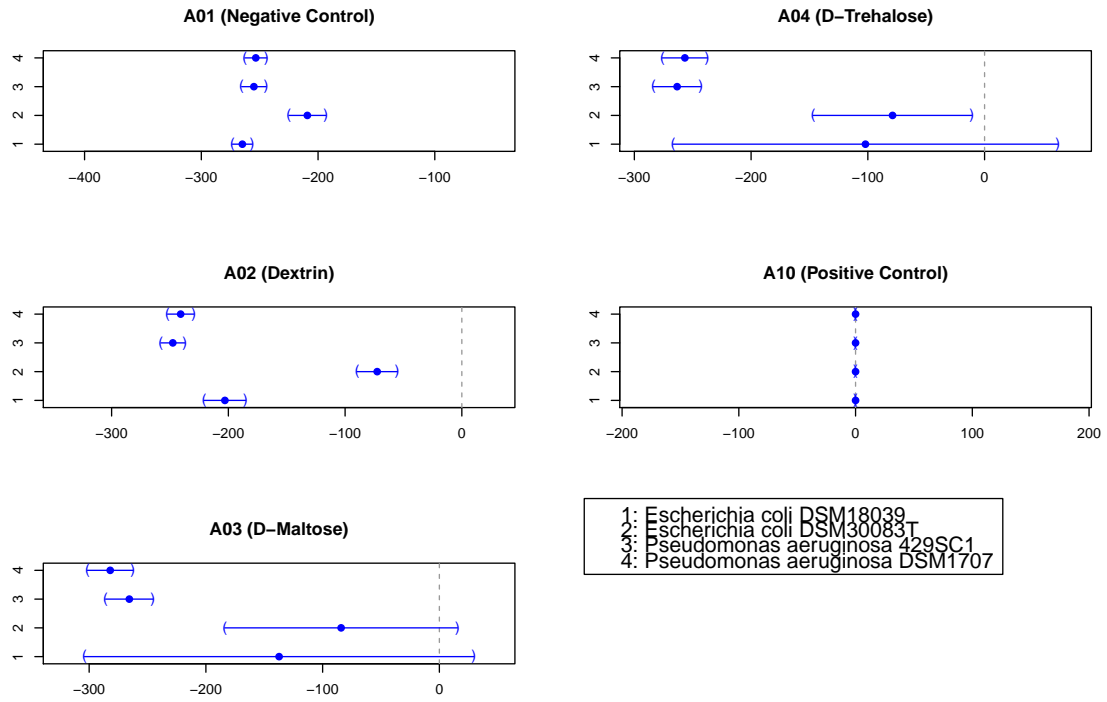 A01 (Negative Control)
4
3
2
1
−400 −300 −200 −100
A04 (D−Trehalose)
4
3
2
1
−300 −200 −100 0
A02 (Dextrin)
4
3
2
1
−300 −200 −100 0
A10 (Positive Control)
4
3
2
1
−200 −100 0 100 200
A03 (D−Maltose)
4
3
2
1
−300 −200 −100 0
1: Escherichia coli DSM18039
2: Escherichia coli DSM30083T
3: Pseudomonas aeruginosa 429SC1
4: Pseudomonas aeruginosa DSM1707